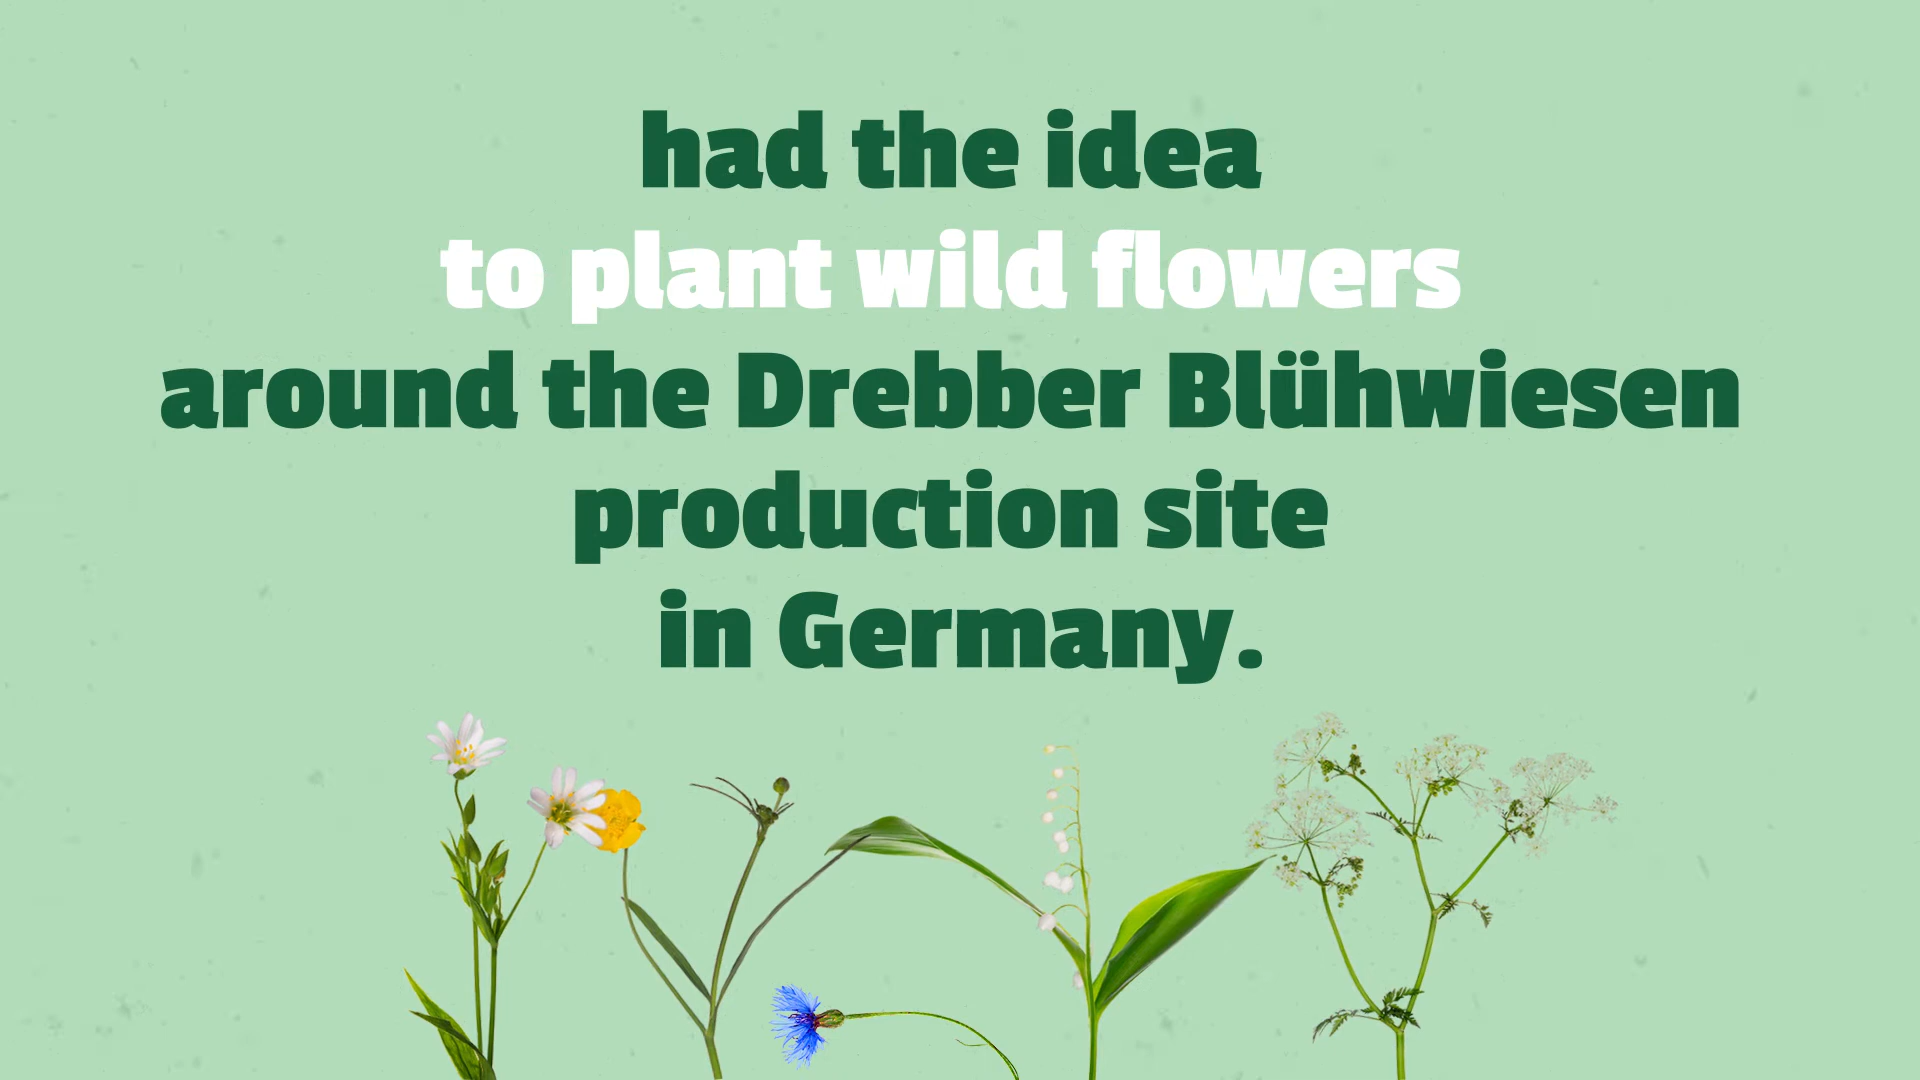 had the idea
to plant wild flowers
around the Drebber Blühwiesen
production site
in Germany.